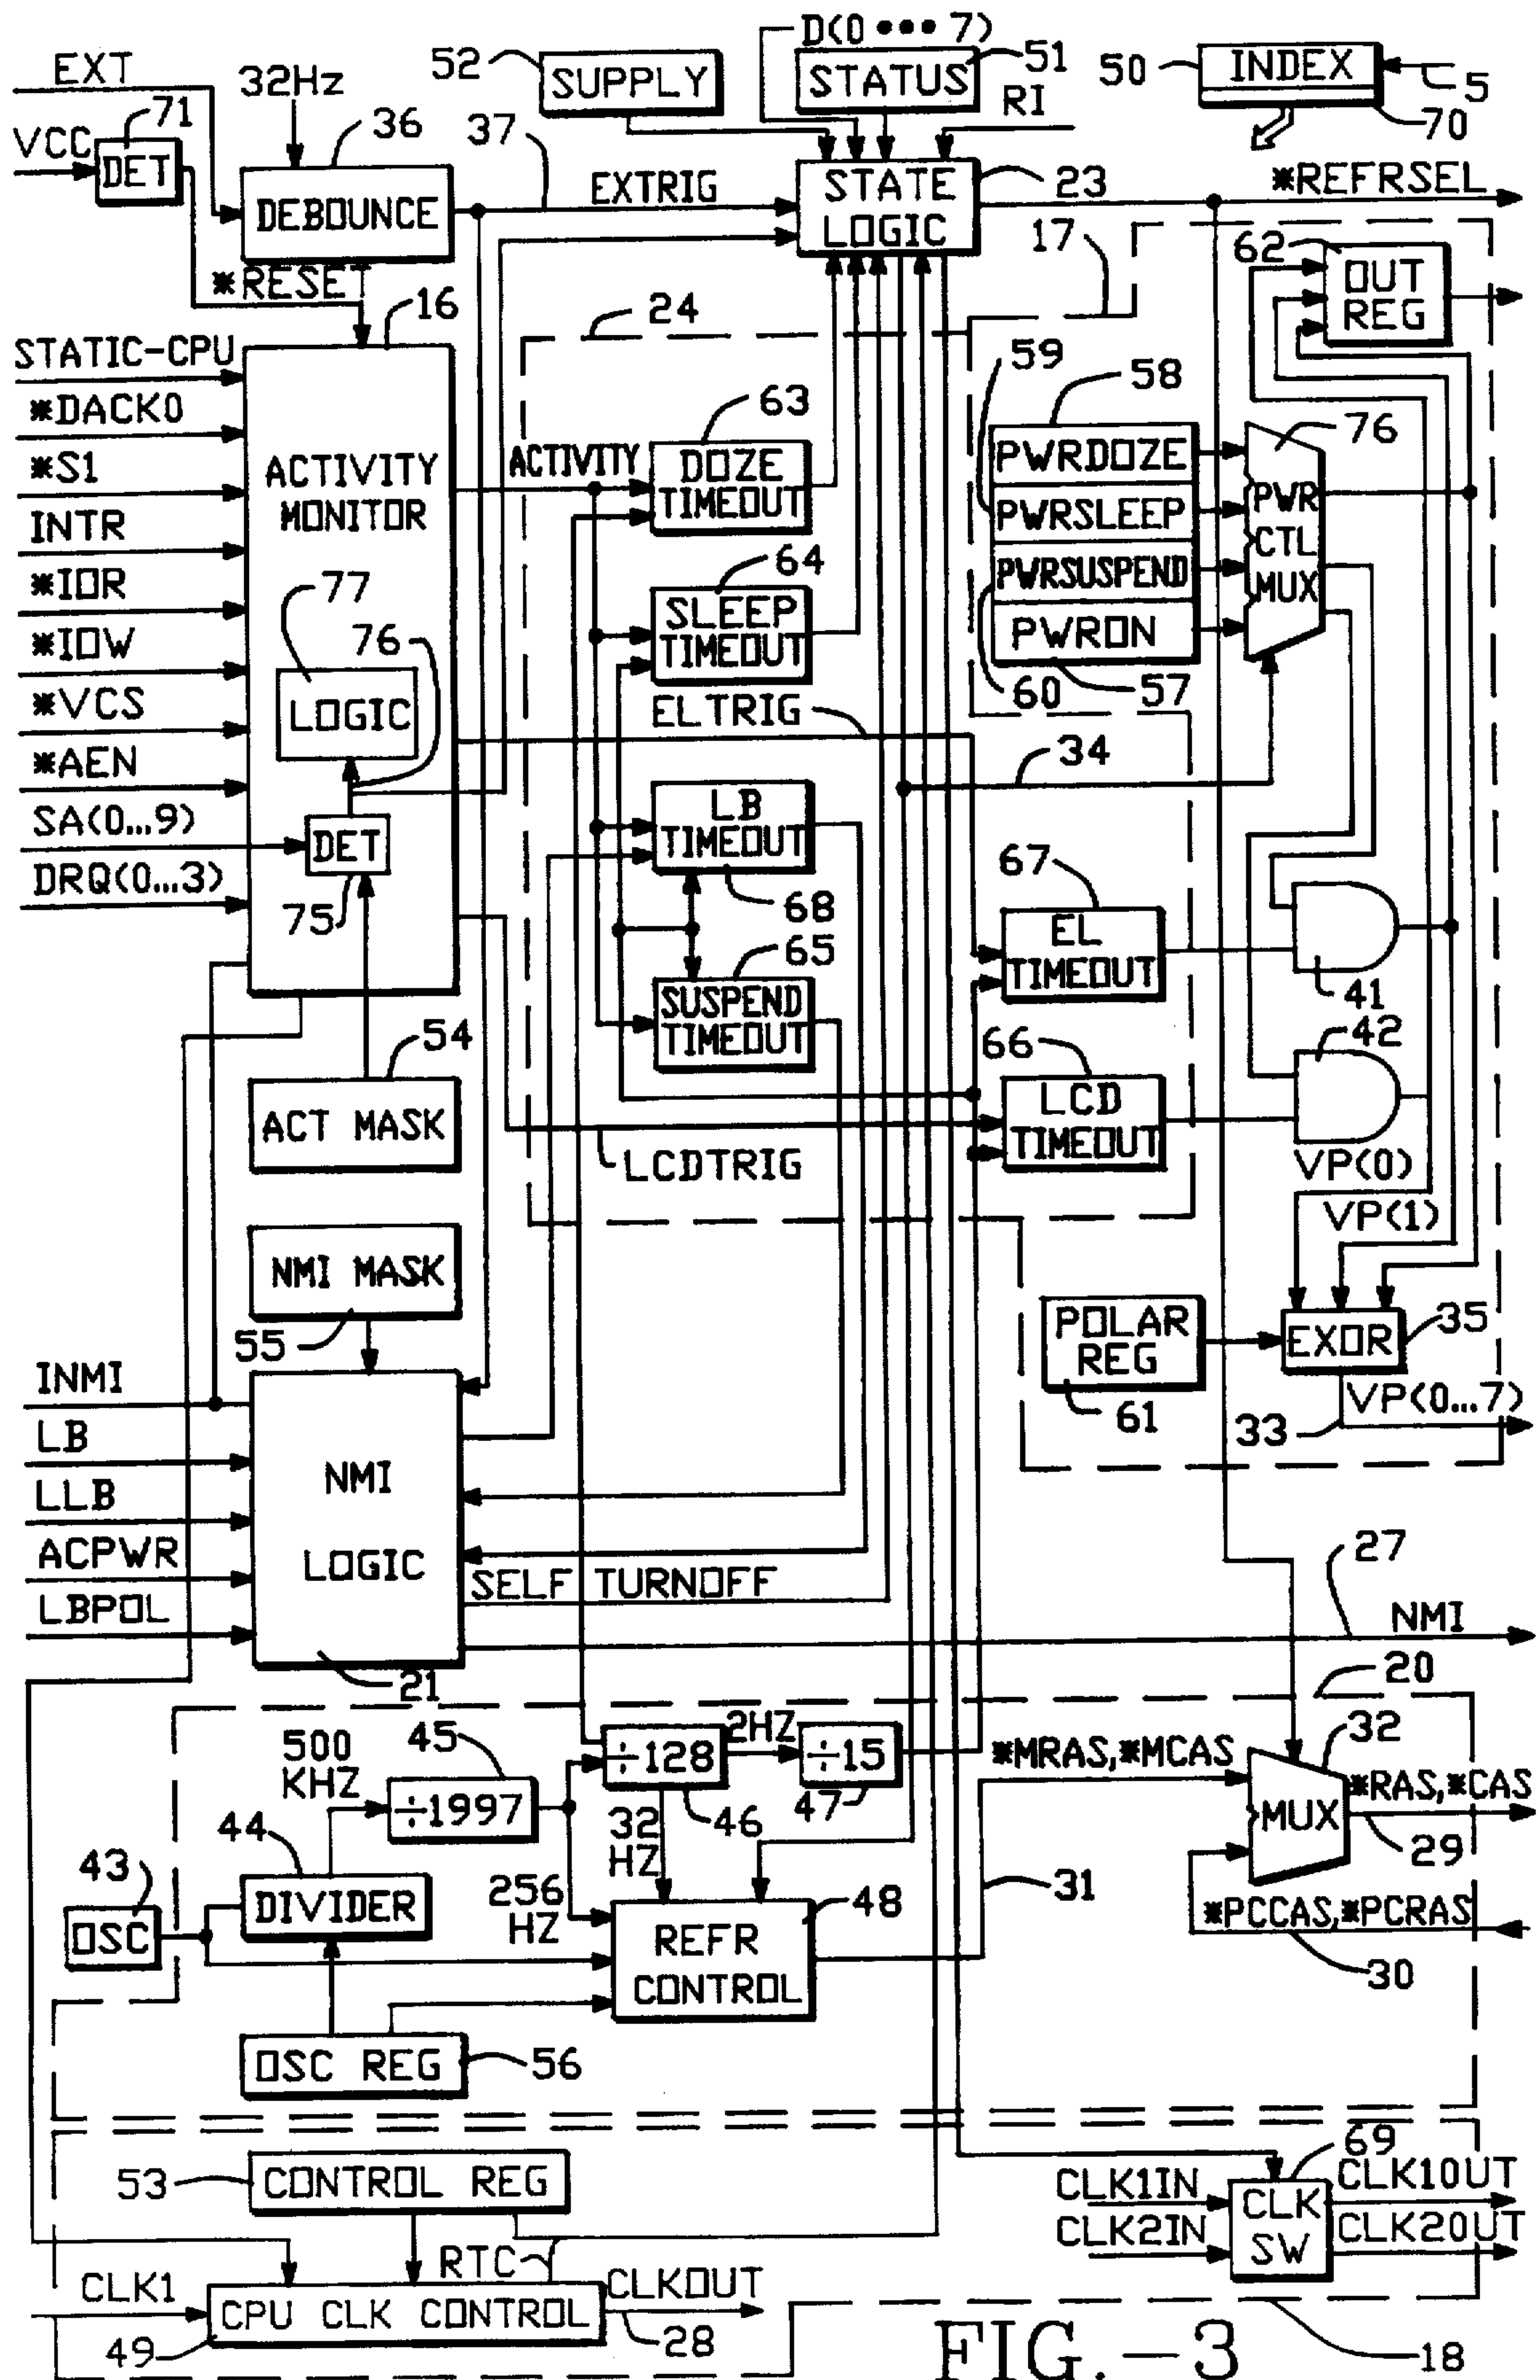 D(0 ••• 7)
EXT
32Hz
52
SUPPLY
STATUS
51
50
INDEX
5
70
RI
VCC
71
DET
36
DEBOUNCE
37
EXTRIG
STATE
LOGIC
23
*REFRSEL
17
62
OUT
REG
*RESET
16
24
STATIC-CPU
*DACK0
*S1
INTR
*IOR
*IOW
*VCS
*AEN
SA(0...9)
DRQ(0...3)
ACTIVITY
MONITOR
77
LOGIC
76
DET
75
ACTIVITY
63
DOZE
TIMEOUT
64
SLEEP
TIMEOUT
ELTRIG
LB
TIMEOUT
68
65
SUSPEND
TIMEOUT
59
58
PWRDOZE
PWRSLEEP
PWRSUSPEND
PWRON
60
57
76
PWR
CTL
MUX
34
67
EL
TIMEOUT
41
42
66
LCD
TIMEOUT
54
ACT MASK
LCDTRIG
VP(0)
VP(1)
NMI MASK
55
POLAR
REG
61
EXOR
35
VP(0...7)
33
INMI
LB
LLB
ACPWR
LBPOL
NMI
LOGIC
21
SELF TURNOFF
27
NMI
20
500
KHZ
45
÷1997
÷128
46
2HZ
÷15
47
*MRAS,*MCAS
32
MUX
*RAS,*CAS
29
44
DIVIDER
43
OSC
256
HZ
32
HZ
48
REFR
CONTROL
31
*PCCAS,*PCRAS
30
OSC REG
56
53
CONTROL REG
69
CLK1IN
CLK2IN
CLK
SW
CLK1OUT
CLK2OUT
RTC
CLK1
CPU CLK CONTROL
49
CLKOUT
28
18
FIG.-3